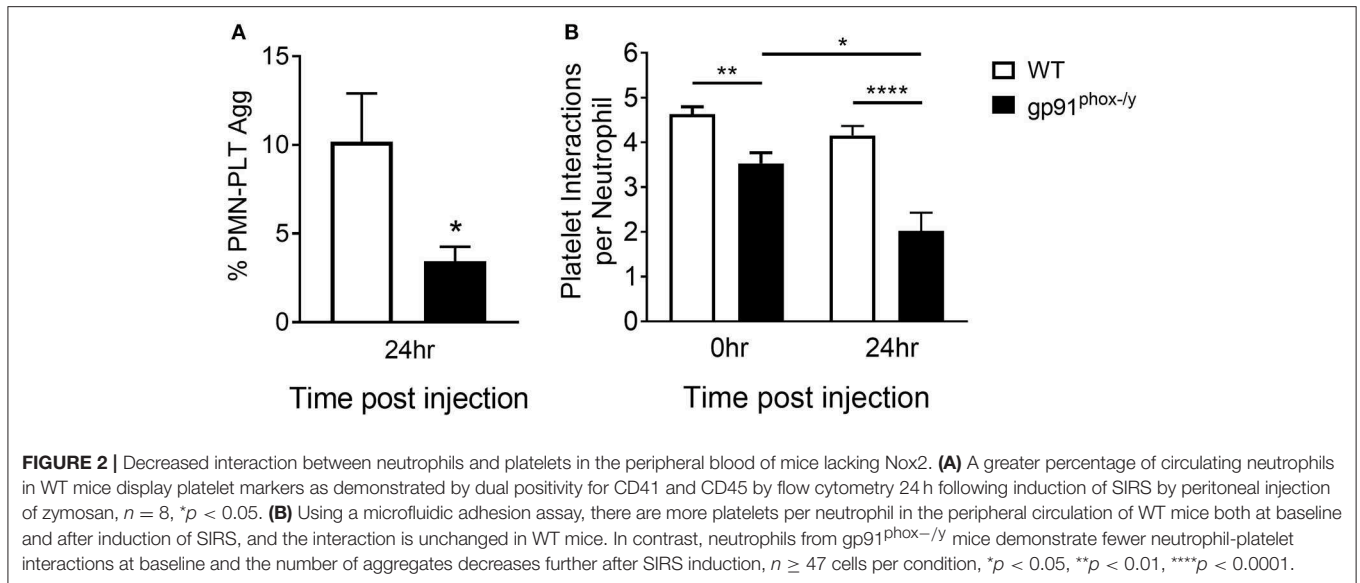 A
15
10
5
0
% PMN-PLT Agg
*
24hr
Time post injection
B
6
5
4
3
2
1
0
Platelet Interactions
per Neutrophil
**
*
****
0hr
24hr
Time post injection
WT
gp91phox-/y
FIGURE 2 | Decreased interaction between neutrophils and platelets in the peripheral blood of mice lacking Nox2. (A) A greater percentage of circulating neutrophils
in WT mice display platelet markers as demonstrated by dual positivity for CD41 and CD45 by flow cytometry 24 h following induction of SIRS by peritoneal injection
of zymosan, n = 8, *p < 0.05. (B) Using a microfluidic adhesion assay, there are more platelets per neutrophil in the peripheral circulation of WT mice both at baseline
and after induction of SIRS, and the interaction is unchanged in WT mice. In contrast, neutrophils from gp91phox−/y mice demonstrate fewer neutrophil-platelet
interactions at baseline and the number of aggregates decreases further after SIRS induction, n ≥ 47 cells per condition, *p < 0.05, **p < 0.01, ****p < 0.0001.